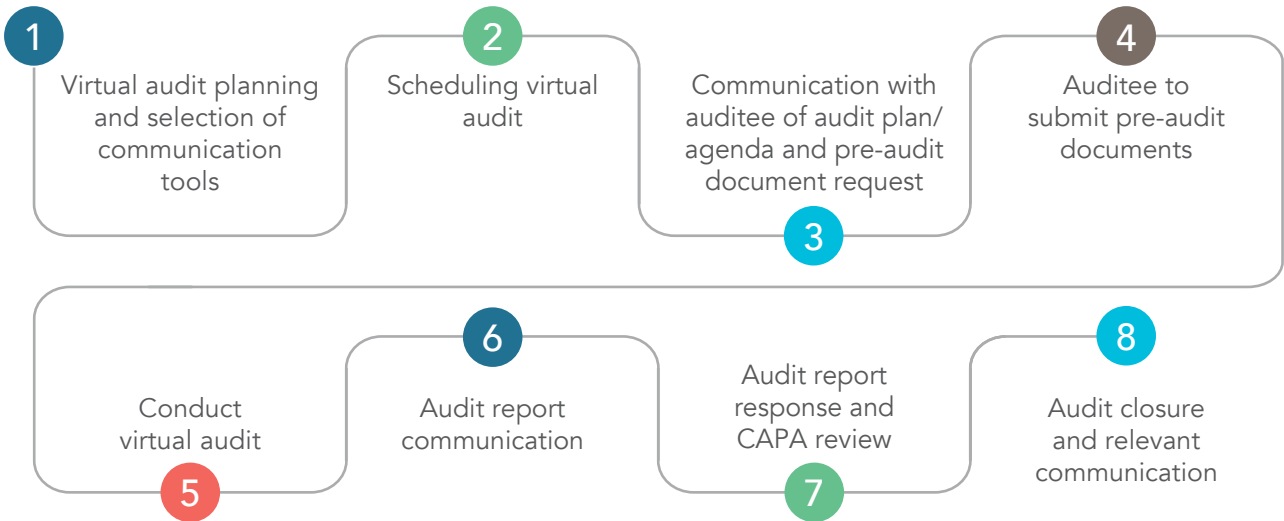 1
Virtual audit planning
and selection of
communication
tools
2
Scheduling virtual
audit
Communication with
auditee of audit plan/
agenda and pre-audit
document request
3
4
Auditee to
submit pre-audit
documents
Conduct
virtual audit
5
6
Audit report
communication
Audit report
response and
CAPA review
7
8
Audit closure
and relevant
communication